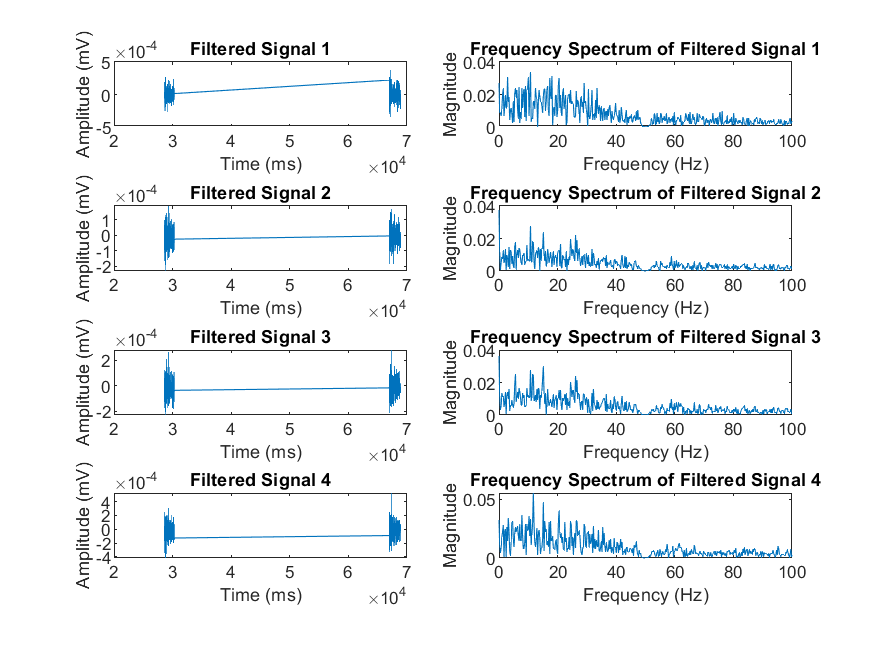 Filtered Signal 1
×10-4
Amplitude (mV)
5
0
-5
2 3 4 5 6 7
Time (ms)
×104
Frequency Spectrum of Filtered Signal 1
Magnitude
0.04
0.02
0
0 20 40 60 80 100
Frequency (Hz)
Filtered Signal 2
×10-4
Amplitude (mV)
1
0
-1
-2
2 3 4 5 6 7
Time (ms)
×104
Frequency Spectrum of Filtered Signal 2
Magnitude
0.04
0.02
0
0 20 40 60 80 100
Frequency (Hz)
Filtered Signal 3
×10-4
Amplitude (mV)
2
0
-2
2 3 4 5 6 7
Time (ms)
×104
Frequency Spectrum of Filtered Signal 3
Magnitude
0.04
0.02
0
0 20 40 60 80 100
Frequency (Hz)
Filtered Signal 4
×10-4
Amplitude (mV)
4
2
0
-2
-4
2 3 4 5 6 7
Time (ms)
×104
Frequency Spectrum of Filtered Signal 4
Magnitude
0.05
0
0 20 40 60 80 100
Frequency (Hz)